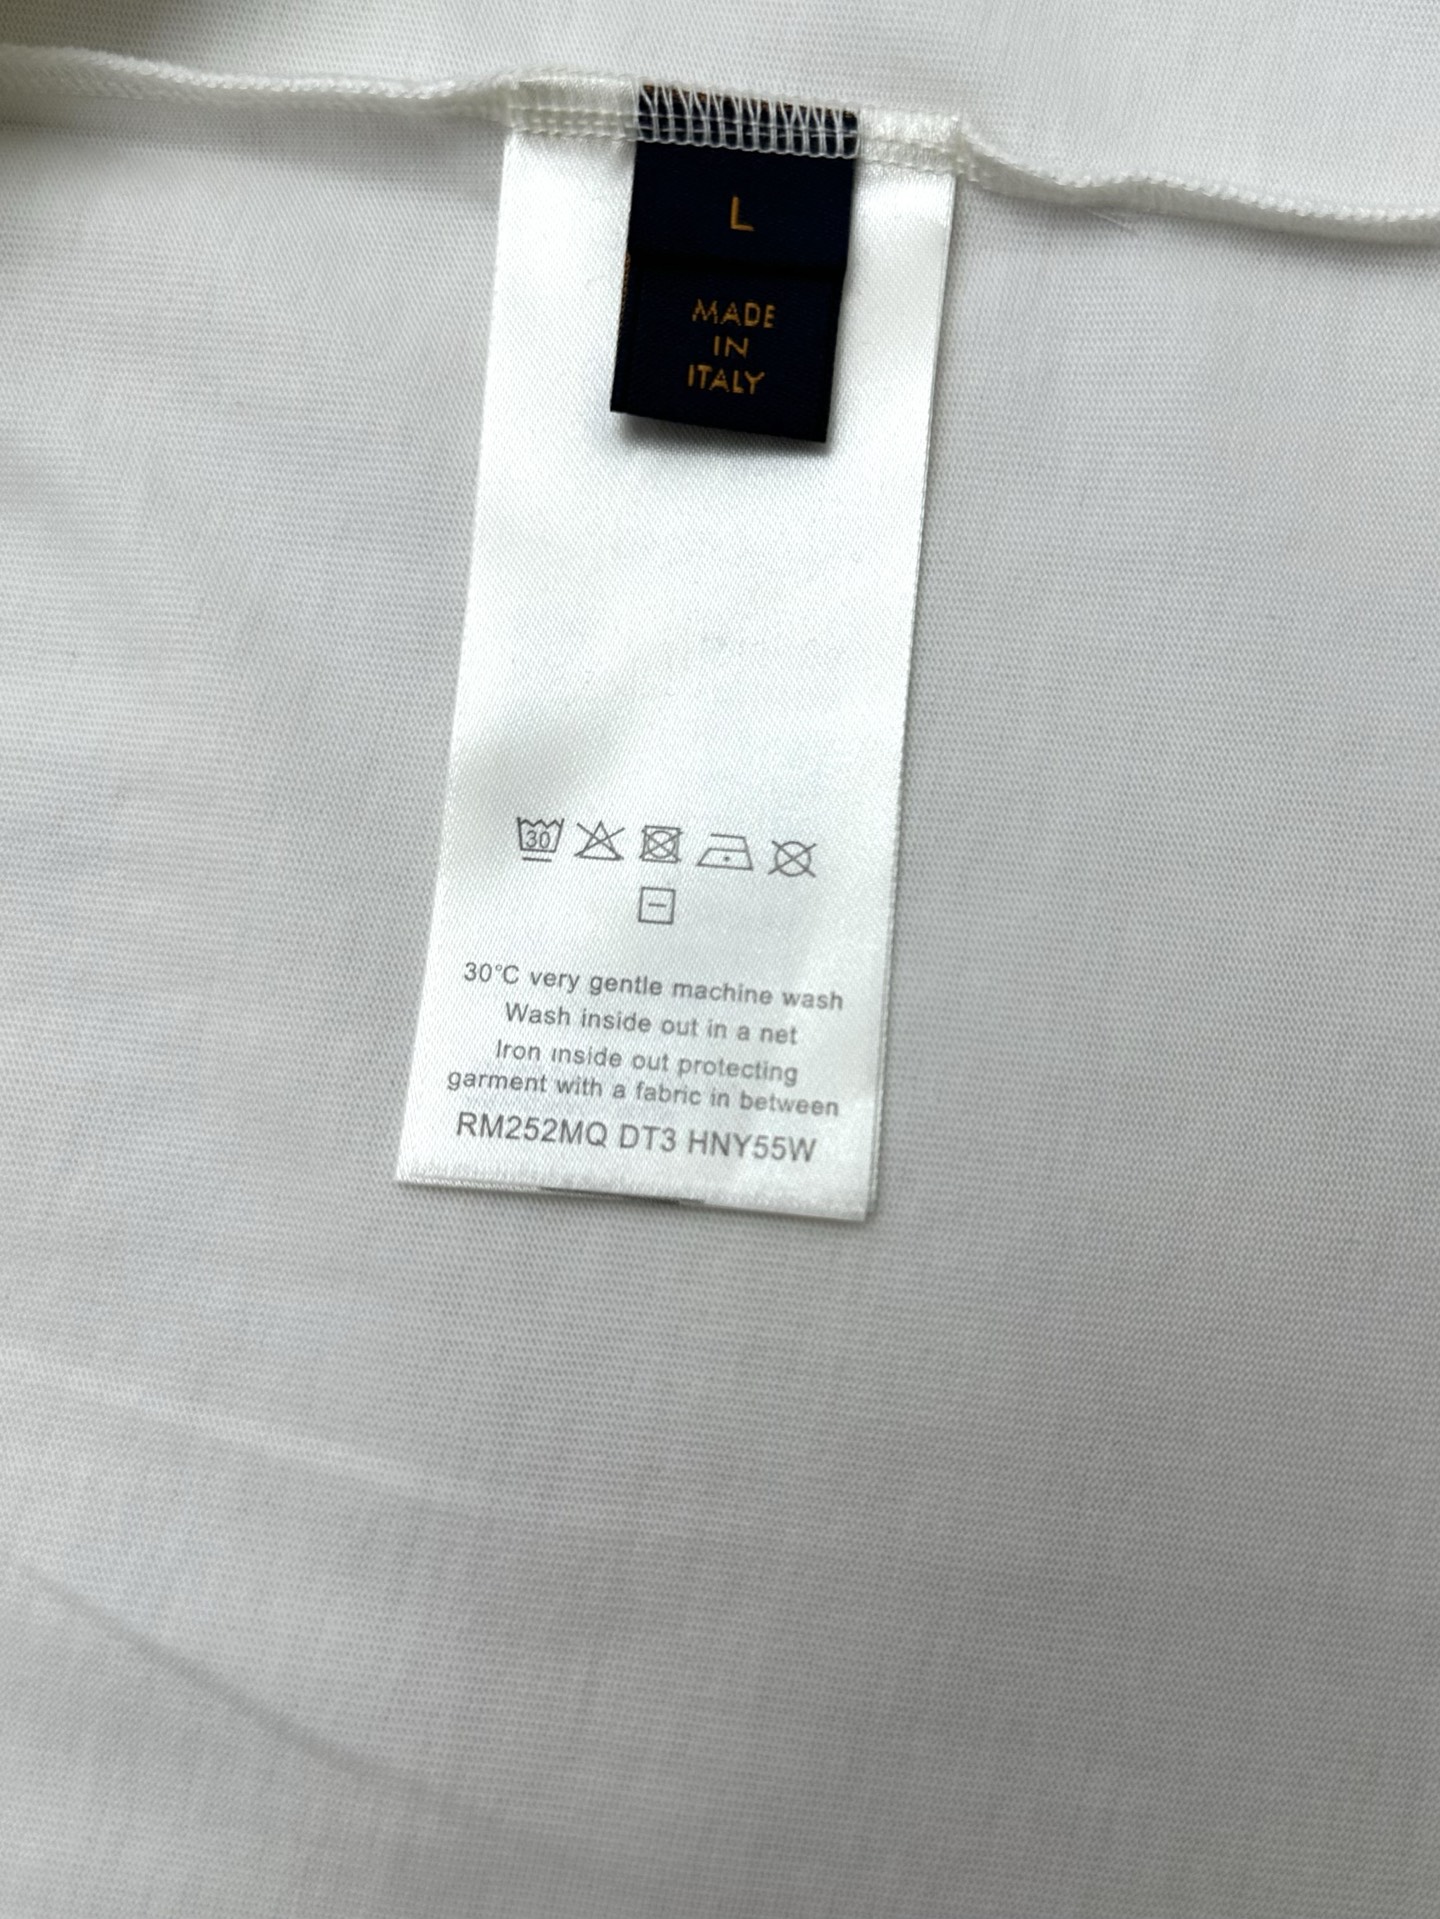 L
MADE
IN
ITALY
30
30°C very gentle machine wash
Wash inside out in a net
Iron inside out protecting
garment with a fabric in between
RM252MQ DT3 HNY55W